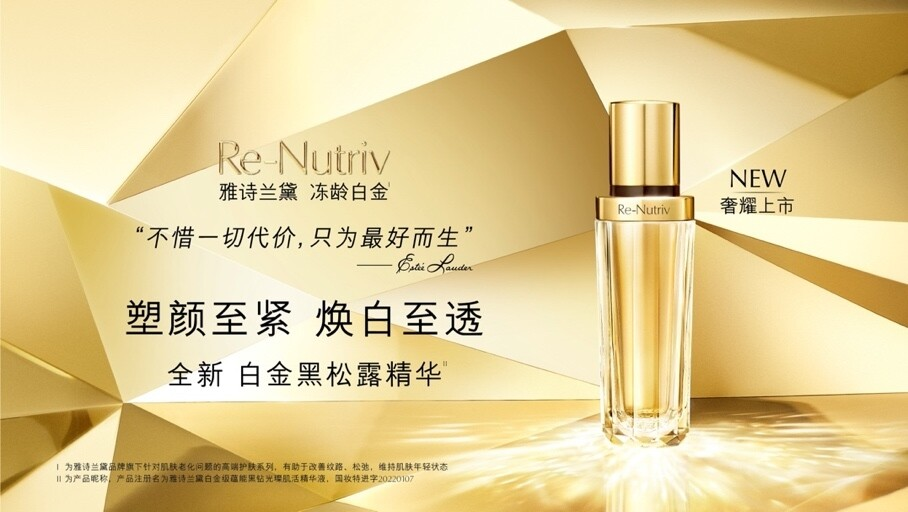 Re-Nutriv
雅诗兰黛 冻龄白金I
“不惜一切代价,只为最好而生”
——Estée Lauder
塑颜至紧 焕白至透
全新 白金黑松露精华II
Re-Nutriv
NEW
奢耀上市
I 为雅诗兰黛品牌旗下针对肌肤老化问题的高端护肤系列，有助于改善纹路、松弛，维持肌肤年轻状态
II 为产品昵称，产品注册名为雅诗兰黛白金级蕴能黑钻光璨肌活精华液，国妆特进字20220107